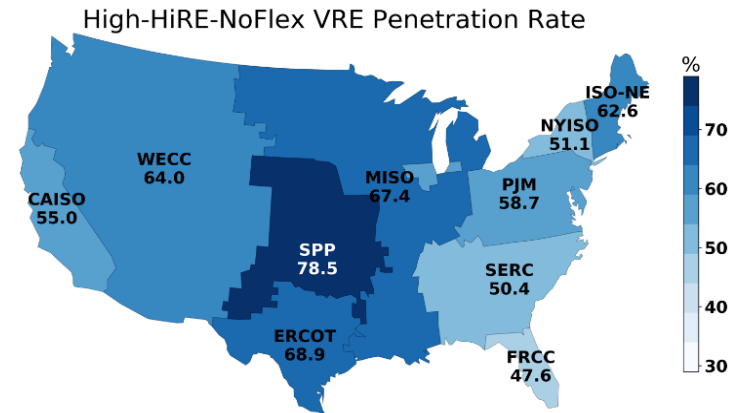 High-HiRE-NoFlex VRE Penetration Rate
%
ISO-NE
62.6
NYISO
51.1
WECC
64.0
MISO
67.4
PJM
58.7
CAISO
55.0
SPP
78.5
SERC
50.4
ERCOT
68.9
FRCC
47.6
70
60
50
40
30